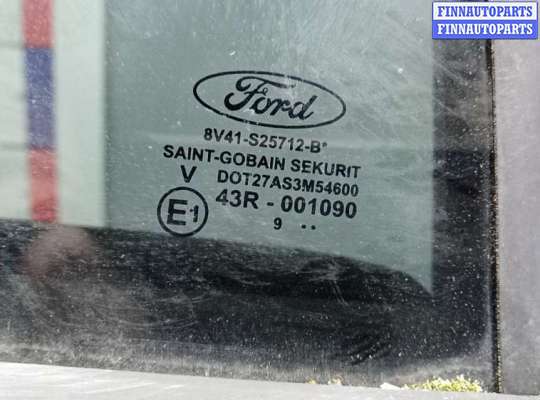 FINNAUTOPARTS
FINNAUTOPARTS
Ford
8V41-S25712-B*
SAINT-GOBAIN SEKURIT
V DOT27AS3M54600
E1 43R - 001090
9 ..